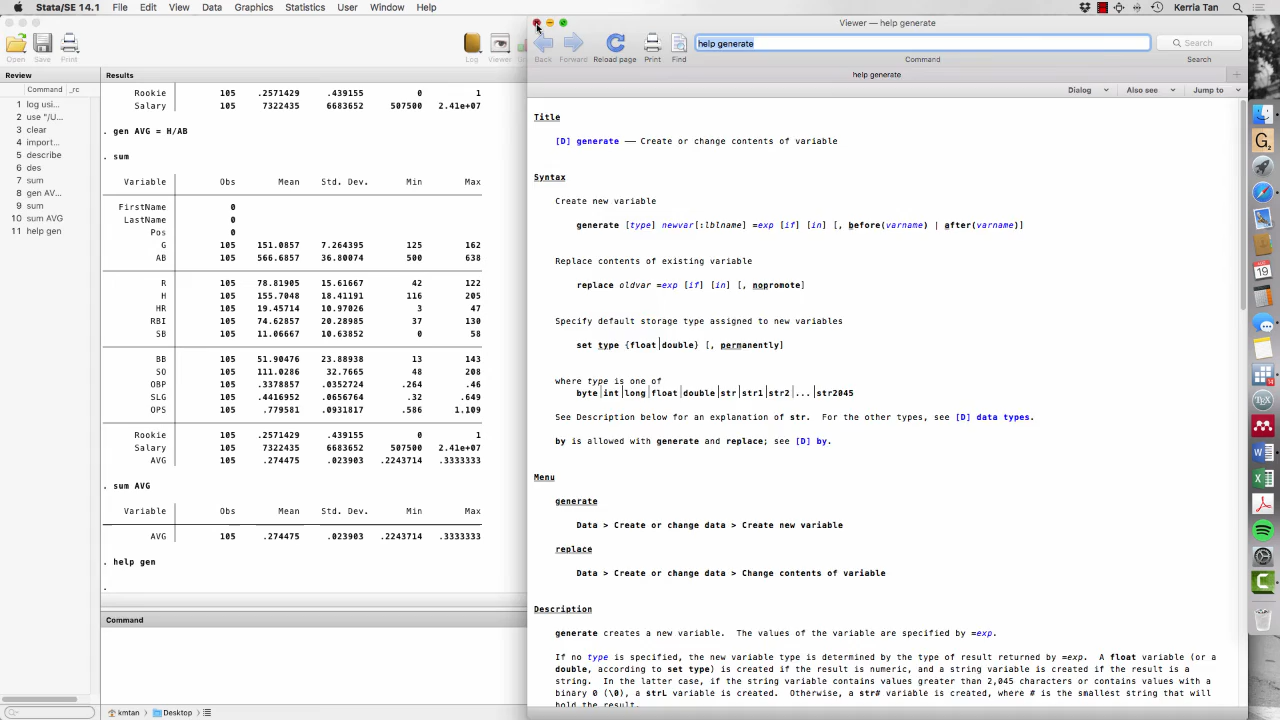 Stata/SE 14.1 File Edit View Data Graphics Statistics User Window Help Kerria Tan
Viewer — help generate
Open Save Print Log Viewer
Back Forward Reload page Print Find
help generate
Command
Search
Search
help generate
Dialog Also see Jump to
Review
Command _rc
1 log usi...
2 use "/U...
3 clear
4 import...
5 describe
6 des
7 sum
8 gen AV...
9 sum
10 sum AVG
11 help gen
Results
Rookie 105 .2571429 .439155 0 1
Salary 105 7322435 6683652 507500 2.41e+07
. gen AVG = H/AB
. sum
Variable Obs Mean Std. Dev. Min Max
FirstName 0
LastName 0
Pos 0
G 105 151.0857 7.264395 125 162
AB 105 566.6857 36.80074 500 638
R 105 78.81905 15.61667 42 122
H 105 155.7048 18.41191 116 205
HR 105 19.45714 10.97026 3 47
RBI 105 74.62857 20.28985 37 130
SB 105 11.06667 10.63852 0 58
BB 105 51.90476 23.88938 13 143
SO 105 111.0286 32.7665 48 208
OBP 105 .3378857 .0352724 .264 .46
SLG 105 .4416952 .0656764 .32 .649
OPS 105 .779581 .0931817 .586 1.109
Rookie 105 .2571429 .439155 0 1
Salary 105 7322435 6683652 507500 2.41e+07
AVG 105 .274475 .023903 .2243714 .3333333
. sum AVG
Variable Obs Mean Std. Dev. Min Max
AVG 105 .274475 .023903 .2243714 .3333333
. help gen
.
Command
kmtan Desktop
Title
[D] generate — Create or change contents of variable
Syntax
Create new variable
generate [type] newvar[:lblname] =exp [if] [in] [, before(varname) | after(varname)]
Replace contents of existing variable
replace oldvar =exp [if] [in] [, nopromote]
Specify default storage type assigned to new variables
set type {float|double} [, permanently]
where type is one of
byte|int|long|float|double|str|str1|str2|...|str2045
See Description below for an explanation of str. For the other types, see [D] data types.
by is allowed with generate and replace; see [D] by.
Menu
generate
Data > Create or change data > Create new variable
replace
Data > Create or change data > Change contents of variable
Description
generate creates a new variable. The values of the variable are specified by =exp.
If no type is specified, the new variable type is determined by the type of result returned by =exp. A float variable (or a
double, according to set type) is created if the result is numeric, and a string variable is created if the result is a
string. In the latter case, if the string variable contains values greater than 2,045 characters or contains values with a
binary 0 (\0), a strL variable is created. Otherwise, a str# variable is created, where # is the smallest string that will
hold the result.
19
14